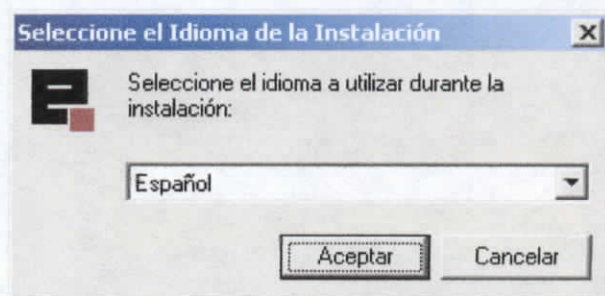 Seleccione el Idioma de la Instalación
Seleccione el idioma a utilizar durante la
instalación:
Español
Aceptar
Cancelar